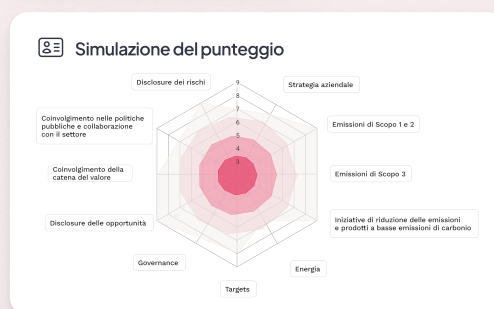 Simulazione del punteggio
Disclosure dei rischi
9
Strategia aziendale
8
7
6
5
4
3
Coinvolgimento nelle politiche
pubbliche e collaborazione
con il settore
Emissioni di Scopo 1 e 2
Coinvolgimento della
catena del valore
Emissioni di Scopo 3
Disclosure delle opportunità
Iniziative di riduzione delle emissioni
e prodotti a basse emissioni di carbonio
Governance
Energia
Targets